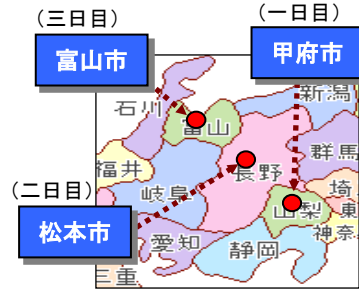 （三日目）
富山市
（一日目）
甲府市
石川
富山
新潟
福井
長野
群馬
（二日目）
岐阜
埼
山梨
東
松本市
愛知
静岡
神奈
三重